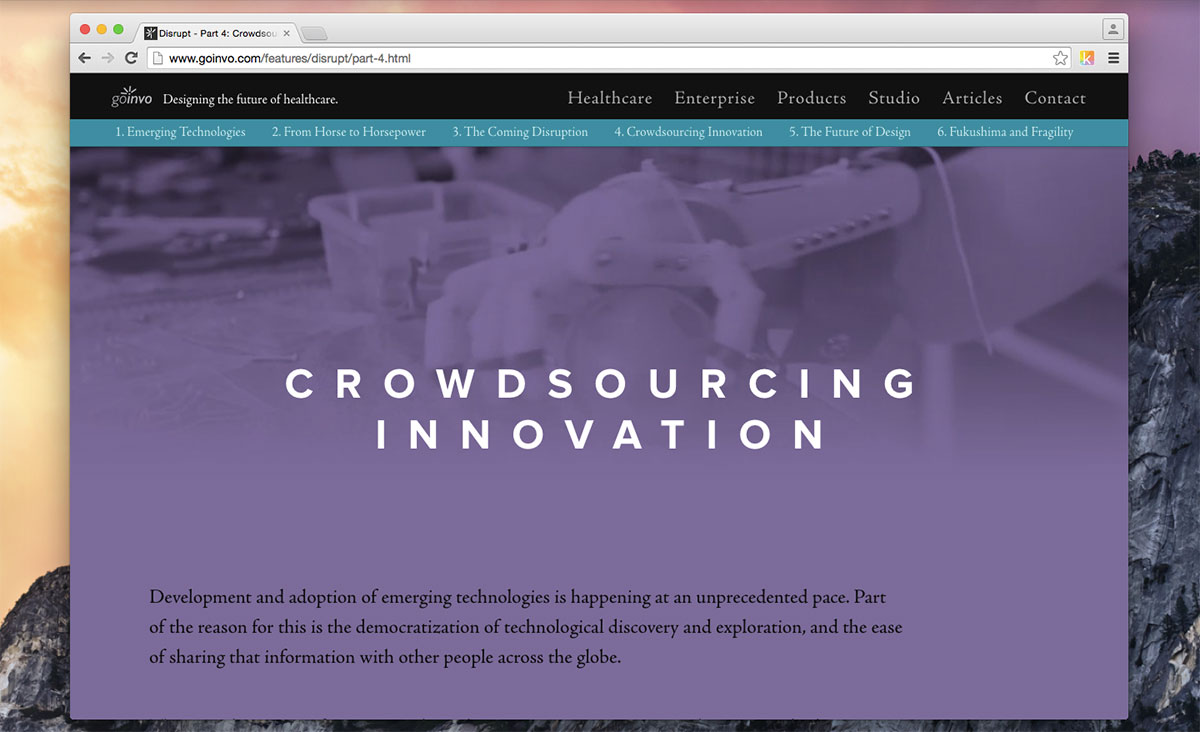 Disrupt - Part 4: Crowdsou
www.goinvo.com/features/disrupt/part-4.html
goinvo Designing the future of healthcare. Healthcare Enterprise Products Studio Articles Contact
1. Emerging Technologies 2. From Horse to Horsepower 3. The Coming Disruption 4. Crowdsourcing Innovation 5. The Future of Design 6. Fukushima and Fragility
CROWDSOURCING
INNOVATION
Development and adoption of emerging technologies is happening at an unprecedented pace. Part
of the reason for this is the democratization of technological discovery and exploration, and the ease
of sharing that information with other people across the globe.